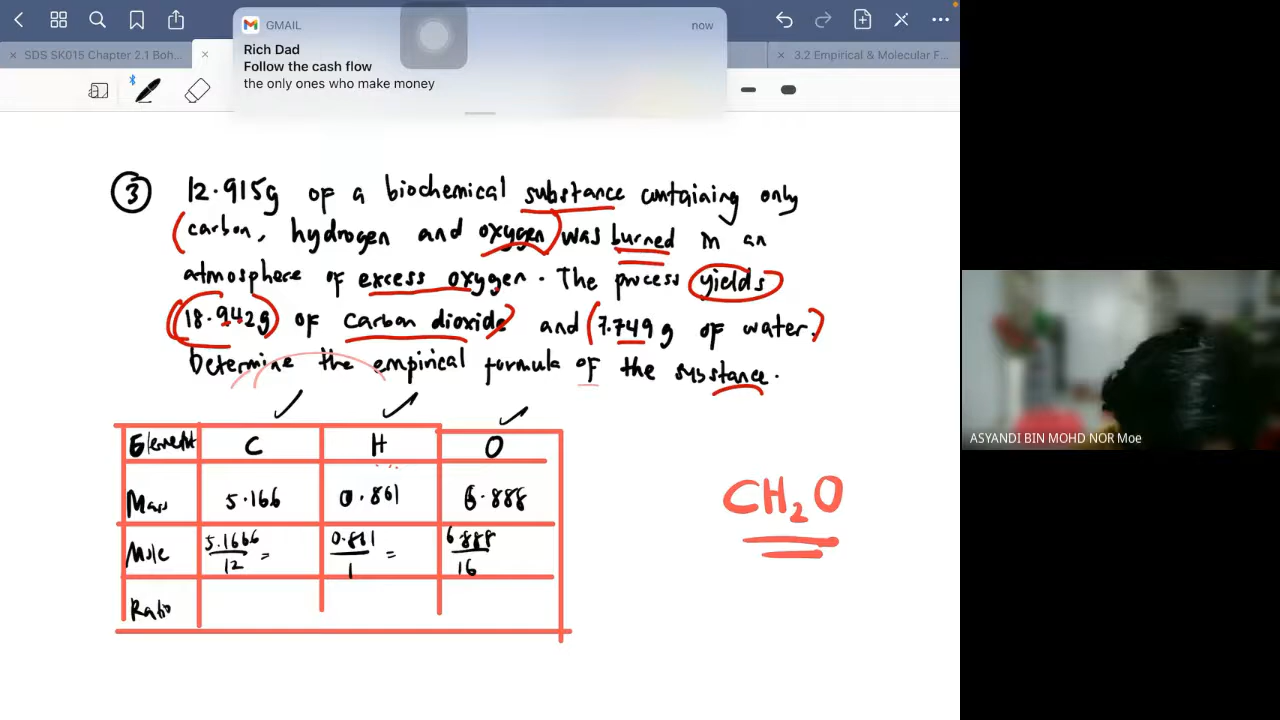 GMAIL
now
Rich Dad
Follow the cash flow
the only ones who make money
SDS SK015 Chapter 2.1 Boh...
3.2 Empirical & Molecular F...
3 12.915g of a biochemical substance containing only
(carbon, hydrogen and oxygen) was burned in an
atmosphere of excess oxygen. The process yields
(18.942g of carbon dioxide) and (7.749 g of water.)
Determine the empirical formula of the substance.
Element C H O
Mass 5.166 0.861 6.888
Mole 5.1666/12 = 0.861/1 = 6.888/16
Ratio
CH₂O
ASYANDI BIN MOHD NOR Moe